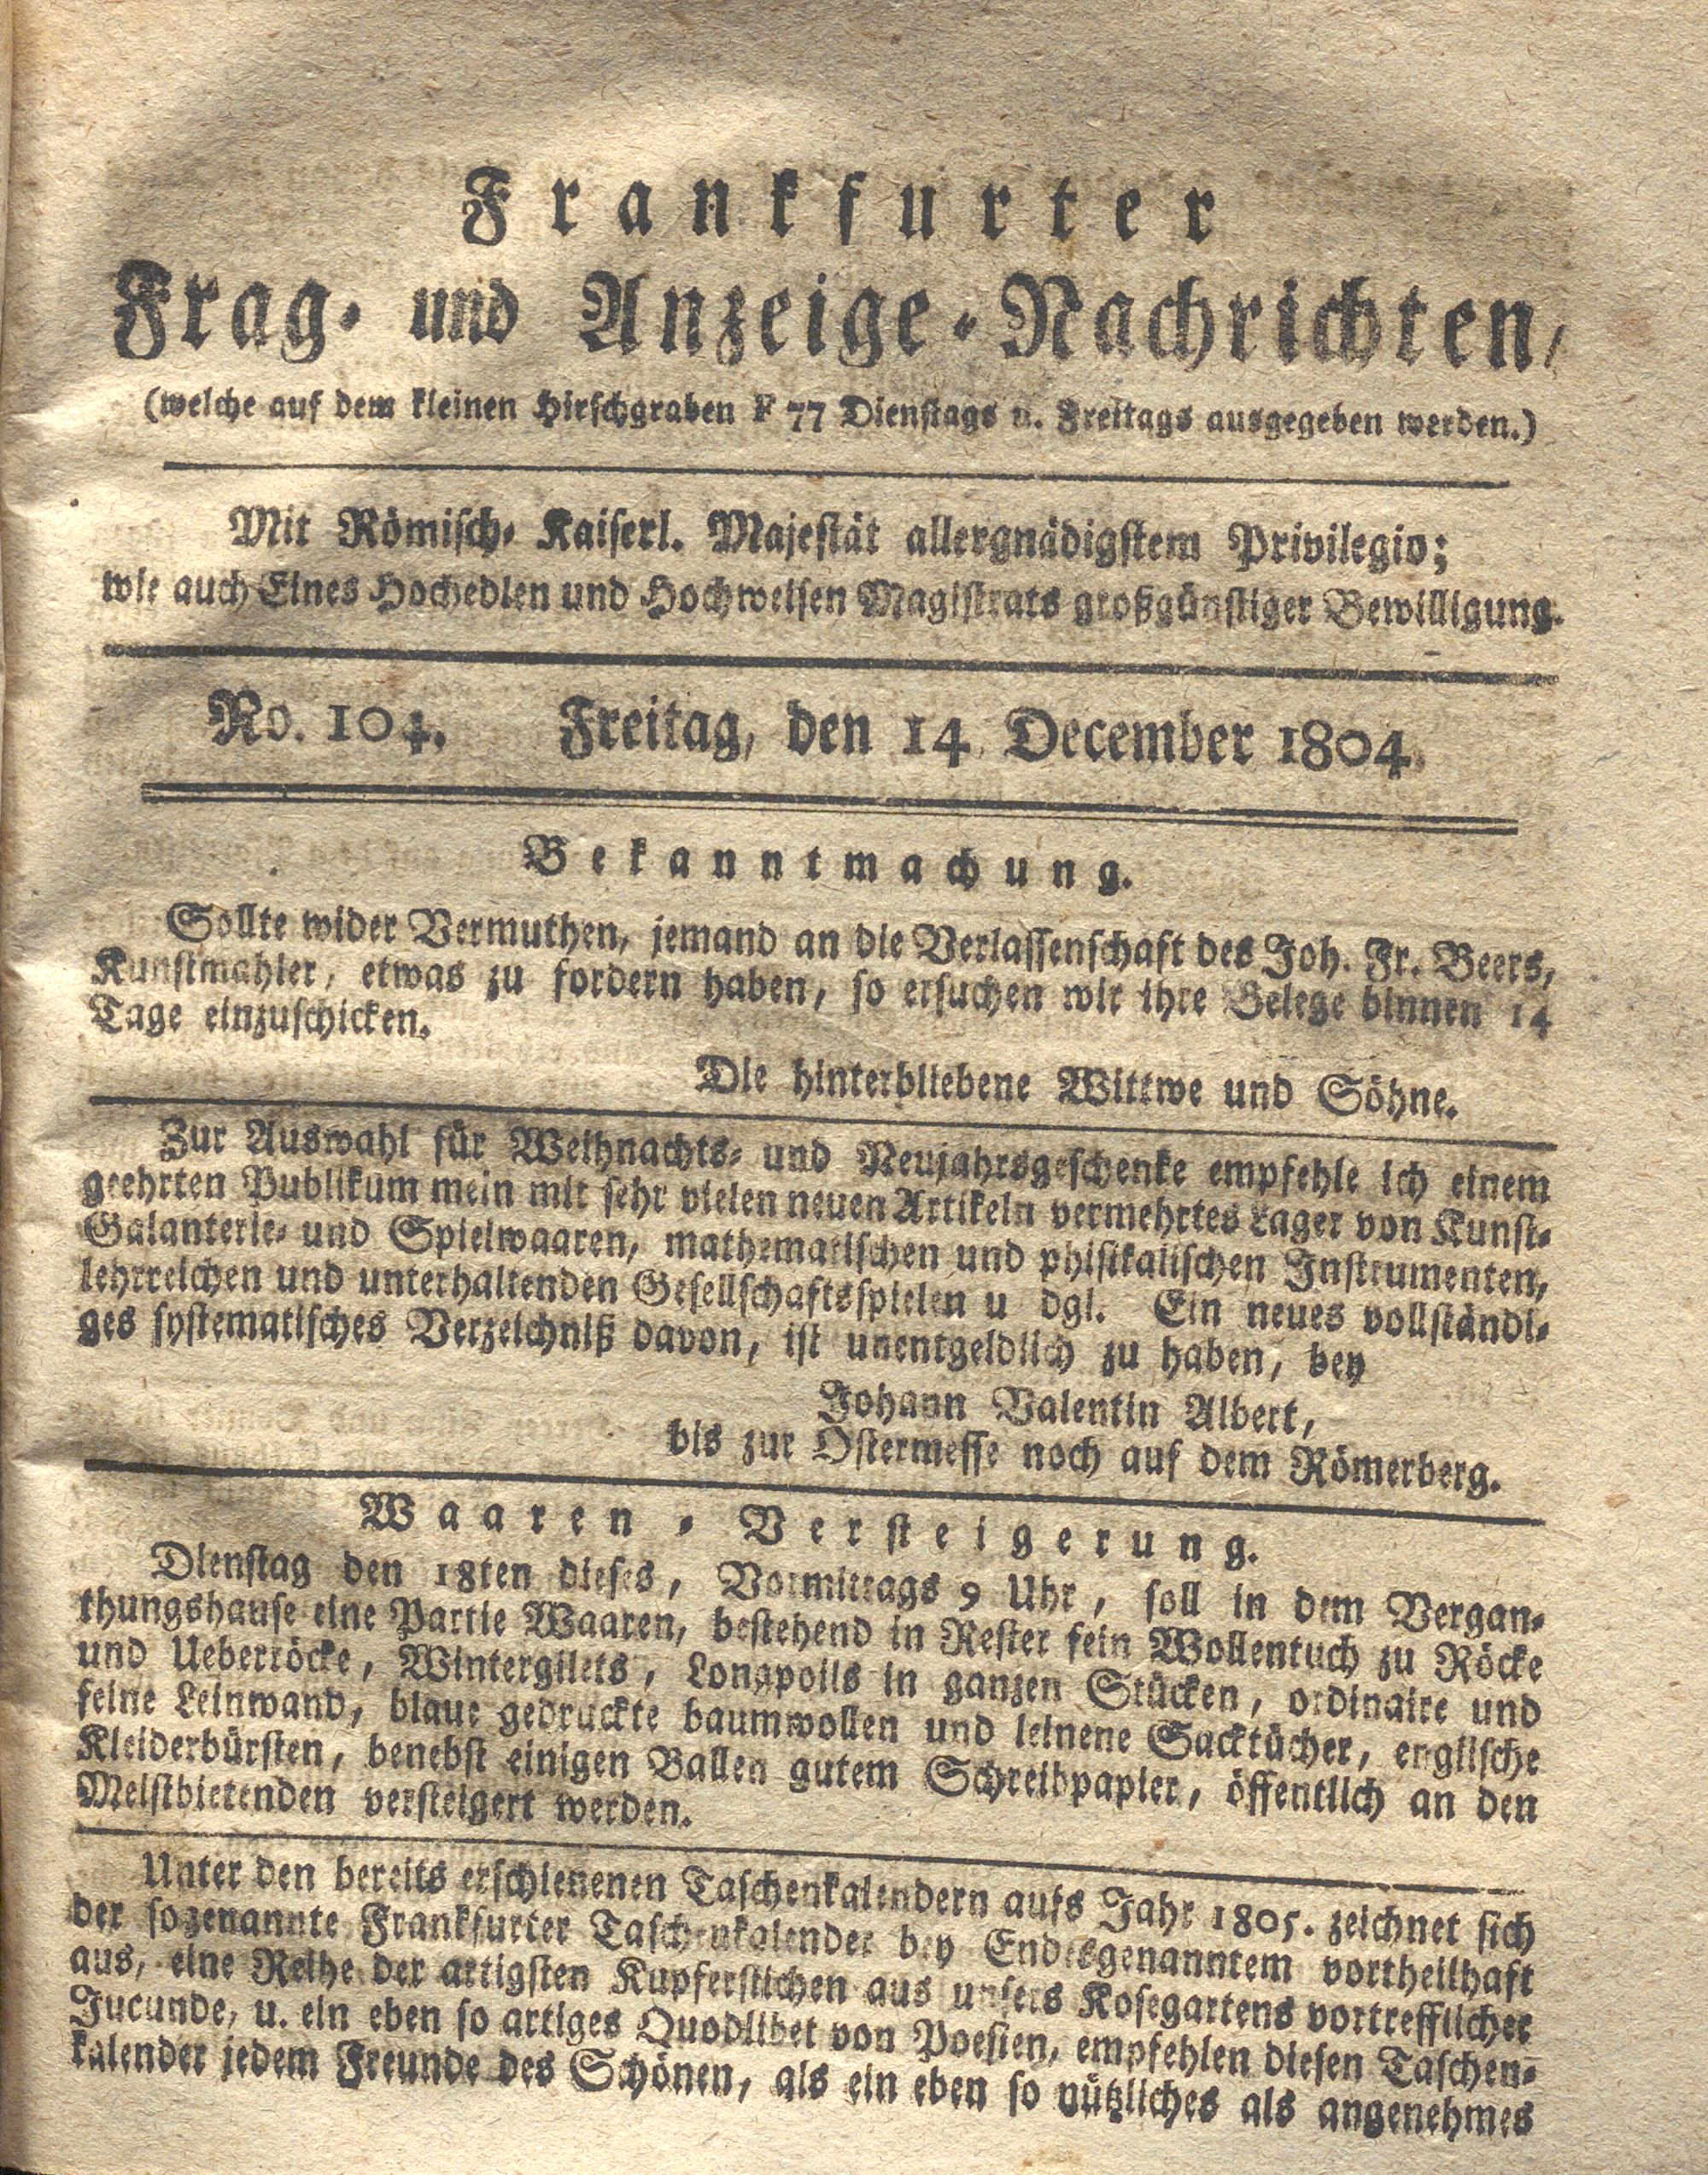 Frankfurter
Frag- und Anzeige-Nachrichten,
(welche auf dem kleinen Hirschgraben F 77 Dienstags u. Freitags ausgegeben werden.)
Mit Römisch- Kaiserl. Majestät allergnädigstem Privilegio;
wie auch Eines Hochedlen und Hochweisen Magistrats großgünstiger Bewilligung.
No. 104. Freitag, den 14 December 1804.
Bekanntmachung.
Sollte wider Vermuthen, jemand an die Verlassenschaft des Joh. Fr. Beers,
Kunstmahler, etwas zu fordern haben, so ersuchen wir ihre Belege binnen 14
Tage einzuschicken.
Die hinterbliebene Wittwe und Söhne.
Zur Auswahl für Weihnachts- und Neujahrsgeschenke empfehle ich einem
geehrten Publikum mein mit sehr vielen neuen Artikeln vermehrtes Lager von Kunst-
Galanterie- und Spielwaaren, mathematischen und phisikalischen Instrumenten,
lehrreichen und unterhaltenden Gesellschaftsspielen u dgl. Ein neues vollständi-
ges systematisches Verzeichniß davon, ist unentgeldlich zu haben, bey
Johann Valentin Albert,
bis zur Ostermesse noch auf dem Römerberg.
Waaren-Versteigerung.
Dienstag den 18ten dieses, Vormittags 9 Uhr, soll in dem Vergan-
thungshause eine Partie Waaren, bestehend in Rester fein Wollentuch zu Röcke
und Ueberröcke, Wintergilets, Longpoils in ganzen Stücken, ordinaire und
feine Leinwand, blaue gedruckte baumwollen und leinene Sacktücher, englische
Kleiderbürsten, benebst einigen Ballen gutem Schreibpapier, öffentlich an den
Meistbietenden versteigert werden.
Unter den bereits erschienenen Taschenkalendern aufs Jahr 1805. zeichnet sich
der sogenannte Frankfurter Taschenkalender bey Endesgenanntem vortheilhaft
aus, eine Reihe der artigsten Kupferstichen aus unsers Kosegartens vortrefflicher
Jucunde, u. ein eben so artiges Quodlibet von Poesien, empfehlen diesen Taschen-
kalender jedem Freunde des Schönen, als ein eben so nützliches als angenehmes